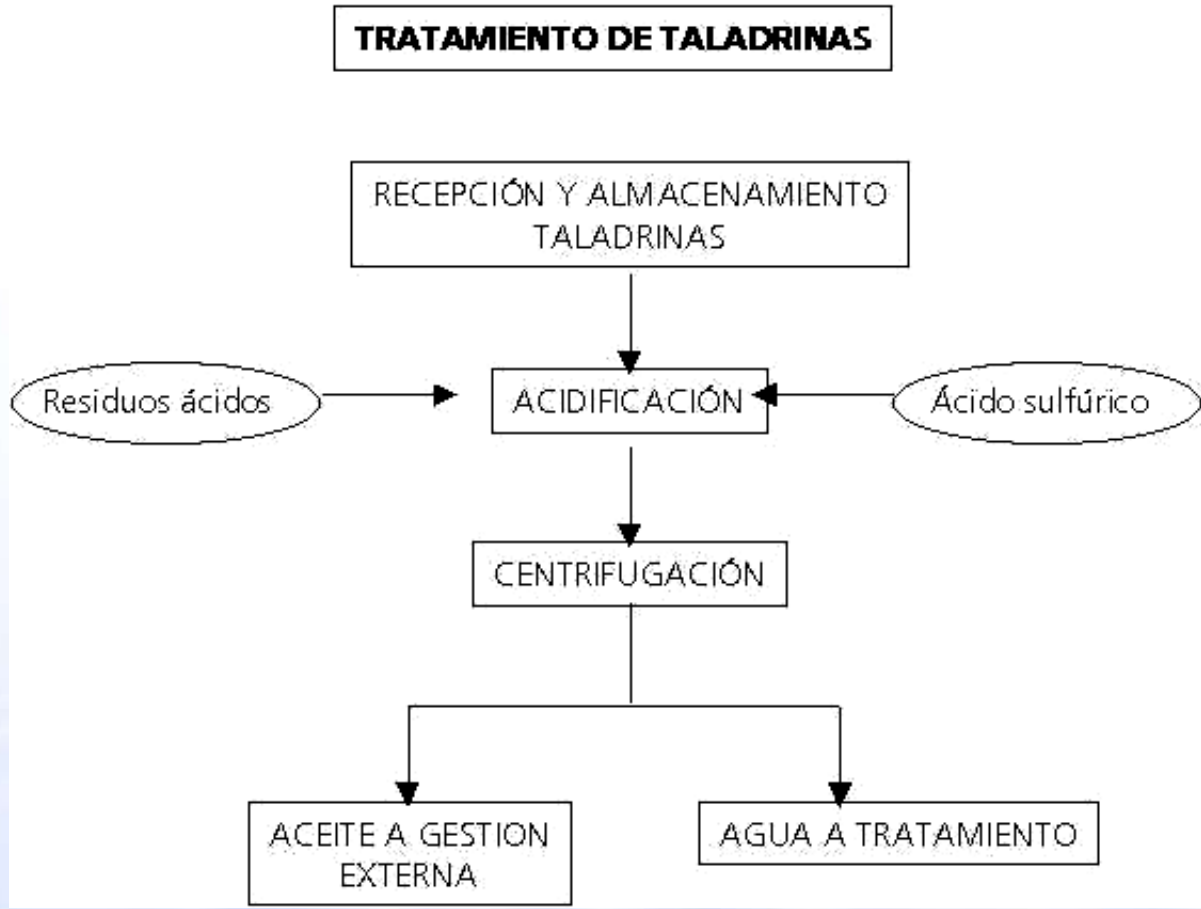 TRATAMIENTO DE TALADRINAS
RECEPCIÓN Y ALMACENAMIENTO
TALADRINAS
Residuos ácidos
ACIDIFICACIÓN
Ácido sulfúrico
CENTRIFUGACIÓN
ACEITE A GESTION
EXTERNA
AGUA A TRATAMIENTO